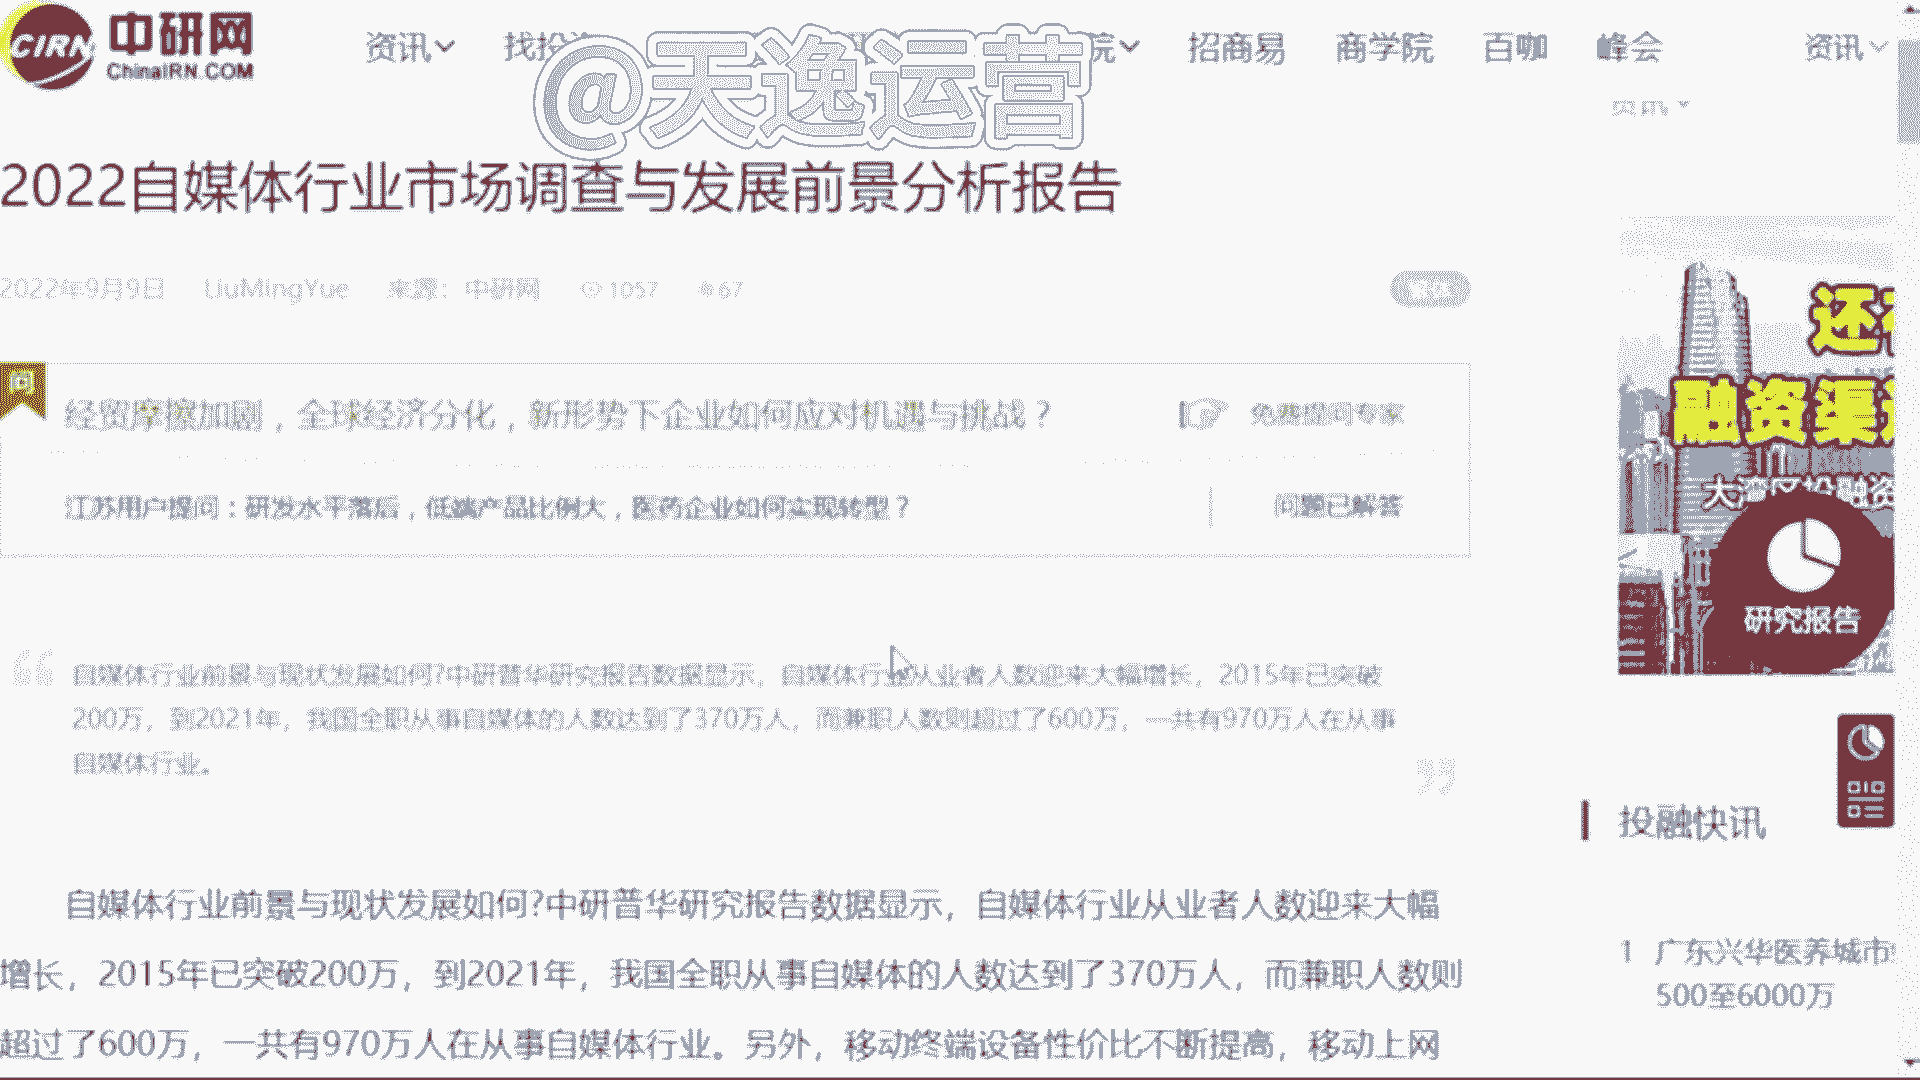 CIRN 中研网
ChinaIRN.COM
资讯
院
招商易
商学院
百咖
峰会
资讯
资讯
@天逸运营
2022自媒体行业市场调查与发展前景分析报告
2022年9月9日 LiuMingYue 来源：中研网 1057 67
问
经贸摩擦加剧，全球经济分化，新形势下企业如何应对机遇与挑战？
免费提问专家
江苏用户提问：研发水平落后，低端产品比例大，医药企业如何实现转型？
问题已解答
自媒体行业前景与现状发展如何?中研普华研究报告数据显示，自媒体行业从业者人数迎来大幅增长，2015年已突破
200万，到2021年，我国全职从事自媒体的人数达到了370万人，而兼职人数则超过了600万，一共有970万人在从事
自媒体行业。
自媒体行业前景与现状发展如何?中研普华研究报告数据显示，自媒体行业从业者人数迎来大幅
增长，2015年已突破200万，到2021年，我国全职从事自媒体的人数达到了370万人，而兼职人数则
超过了600万，一共有970万人在从事自媒体行业。另外，移动终端设备性价比不断提高，移动上网
还
融资渠
大湾区投融资
研究报告
投融快讯
1 广东兴华医养城市
500至6000万